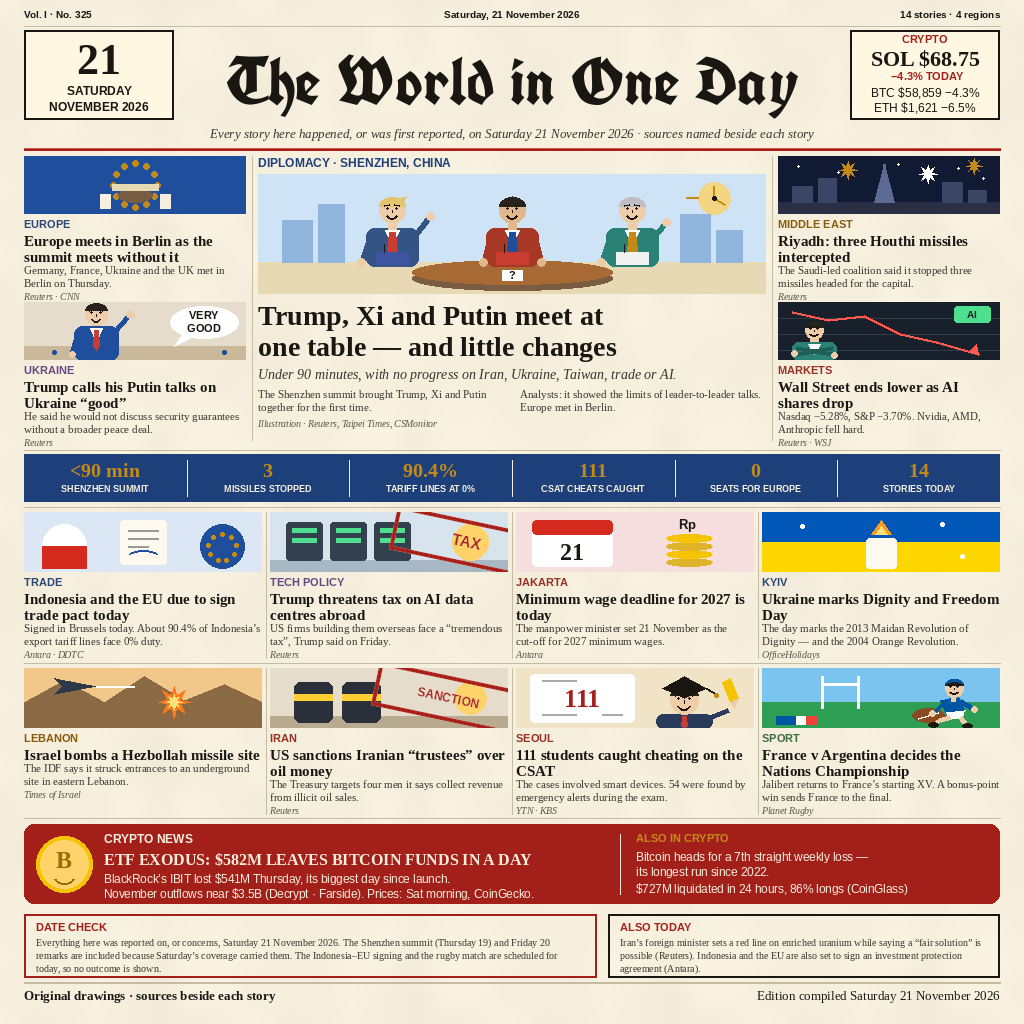 Vol. I · No. 325
Saturday, 21 November 2026
14 stories · 4 regions
21
SATURDAY
NOVEMBER 2026
The World in One Day
CRYPTO
SOL $68.75
−4.3% TODAY
BTC $58,859 −4.3%
ETH $1,621 −6.5%
Every story here happened, or was first reported, on Saturday 21 November 2026 · sources named beside each story
EUROPE
Europe meets in Berlin as the
summit meets without it
Germany, France, Ukraine and the UK met in
Berlin on Thursday.
Reuters · CNN
VERY
GOOD
UKRAINE
Trump calls his Putin talks on
Ukraine “good”
He said he would not discuss security guarantees
without a broader peace deal.
Reuters
DIPLOMACY · SHENZHEN, CHINA
?
Trump, Xi and Putin meet at
one table — and little changes
Under 90 minutes, with no progress on Iran, Ukraine, Taiwan, trade or AI.
The Shenzhen summit brought Trump, Xi and Putin
together for the first time.
Analysts: it showed the limits of leader-to-leader talks.
Europe met in Berlin.
Illustration · Reuters, Taipei Times, CSMonitor
MIDDLE EAST
Riyadh: three Houthi missiles
intercepted
The Saudi-led coalition said it stopped three
missiles headed for the capital.
Reuters
AI
MARKETS
Wall Street ends lower as AI
shares drop
Nasdaq −5.28%, S&P −3.70%. Nvidia, AMD,
Anthropic fell hard.
Reuters · WSJ
<90 min
SHENZHEN SUMMIT
3
MISSILES STOPPED
90.4%
TARIFF LINES AT 0%
111
CSAT CHEATS CAUGHT
0
SEATS FOR EUROPE
14
STORIES TODAY
TRADE
Indonesia and the EU due to sign
trade pact today
Signed in Brussels today. About 90.4% of Indonesia’s
export tariff lines face 0% duty.
Antara · DDTC
TAX
TECH POLICY
Trump threatens tax on AI data
centres abroad
US firms building them overseas face a “tremendous
tax”, Trump said on Friday.
Reuters
21
Rp
JAKARTA
Minimum wage deadline for 2027 is
today
The manpower minister set 21 November as the
cut-off for 2027 minimum wages.
Antara
KYIV
Ukraine marks Dignity and Freedom
Day
The day marks the 2013 Maidan Revolution of
Dignity — and the 2004 Orange Revolution.
OfficeHolidays
LEBANON
Israel bombs a Hezbollah missile site
The IDF says it struck entrances to an underground
site in eastern Lebanon.
Times of Israel
SANCTION
IRAN
US sanctions Iranian “trustees” over
oil money
The Treasury targets four men it says collect revenue
from illicit oil sales.
Reuters
111
SEOUL
111 students caught cheating on the
CSAT
The cases involved smart devices. 54 were found by
emergency alerts during the exam.
YTN · KBS
SPORT
France v Argentina decides the
Nations Championship
Jalibert returns to France’s starting XV. A bonus-point
win sends France to the final.
Planet Rugby
B
CRYPTO NEWS
ETF EXODUS: $582M LEAVES BITCOIN FUNDS IN A DAY
BlackRock’s IBIT lost $541M Thursday, its biggest day since launch.
November outflows near $3.5B (Decrypt · Farside). Prices: Sat morning, CoinGecko.
ALSO IN CRYPTO
Bitcoin heads for a 7th straight weekly loss —
its longest run since 2022.
$727M liquidated in 24 hours, 86% longs (CoinGlass)
DATE CHECK
Everything here was reported on, or concerns, Saturday 21 November 2026. The Shenzhen summit (Thursday 19) and Friday 20
remarks are included because Saturday’s coverage carried them. The Indonesia–EU signing and the rugby match are scheduled for
today, so no outcome is shown.
ALSO TODAY
Iran’s foreign minister sets a red line on enriched uranium while saying a “fair solution” is
possible (Reuters). Indonesia and the EU are also set to sign an investment protection
agreement (Antara).
Original drawings · sources beside each story
Edition compiled Saturday 21 November 2026